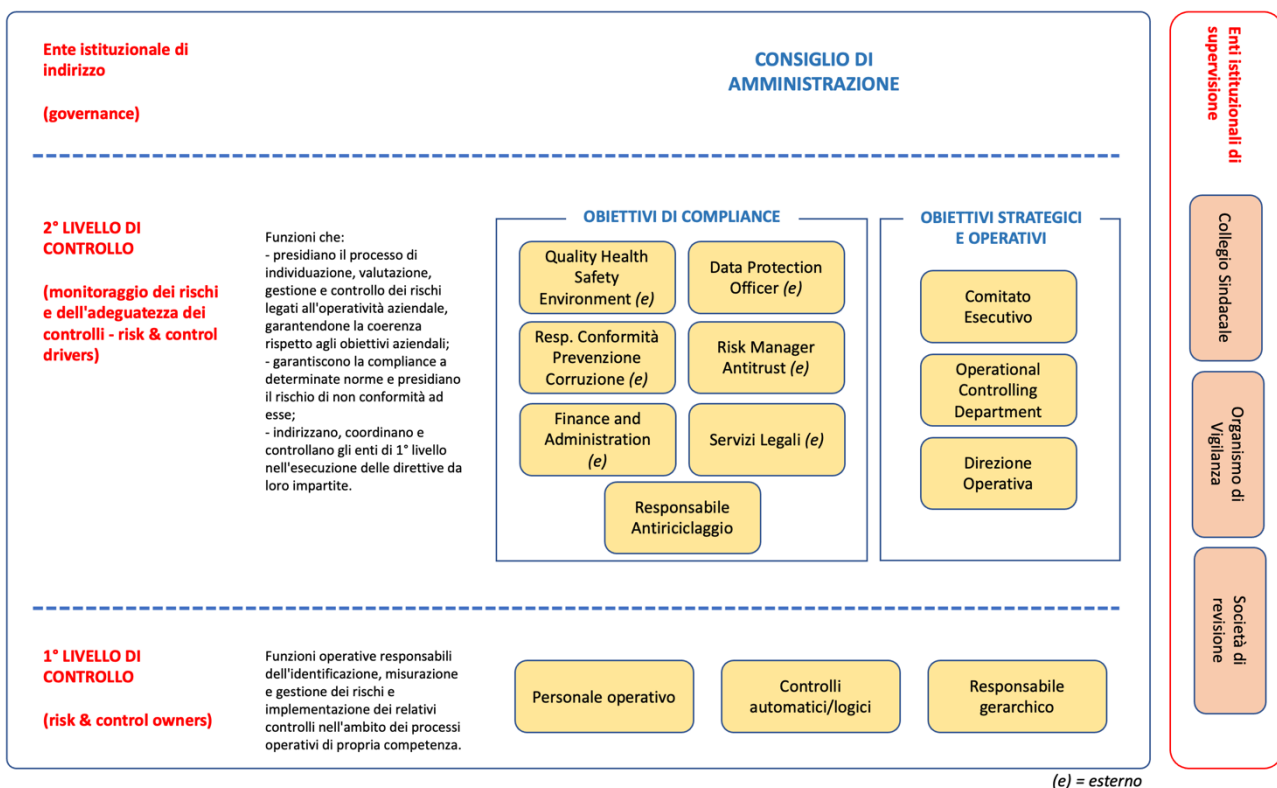 Ente istituzionale di
indirizzo
(governance)
CONSIGLIO DI
AMMINISTRAZIONE
2° LIVELLO DI
CONTROLLO
(monitoraggio dei rischi
e dell'adeguatezza dei
controlli - risk & control
drivers)
Funzioni che:
- presidiano il processo di
individuazione, valutazione,
gestione e controllo dei rischi
legati all'operatività aziendale,
garantendone la coerenza
rispetto agli obiettivi aziendali;
- garantiscono la compliance a
determinate norme e presidiano
il rischio di non conformità ad
esse;
- indirizzano, coordinano e
controllano gli enti di 1° livello
nell'esecuzione delle direttive da
loro impartite.
OBIETTIVI DI COMPLIANCE
Quality Health
Safety
Environment (e)
Data Protection
Officer (e)
Resp. Conformità
Prevenzione
Corruzione (e)
Risk Manager
Antitrust (e)
Finance and
Administration
(e)
Servizi Legali (e)
Responsabile
Antiriciclaggio
OBIETTIVI STRATEGICI
E OPERATIVI
Comitato
Esecutivo
Operational
Controlling
Department
Direzione
Operativa
1° LIVELLO DI
CONTROLLO
(risk & control owners)
Funzioni operative responsabili
dell'identificazione, misurazione
e gestione dei rischi e
implementazione dei relativi
controlli nell'ambito dei processi
operativi di propria competenza.
Personale operativo
Controlli
automatici/logici
Responsabile
gerarchico
Enti istituzionali di
supervisione
Collegio Sindacale
Organismo di
Vigilanza
Società di
revisione
(e) = esterno